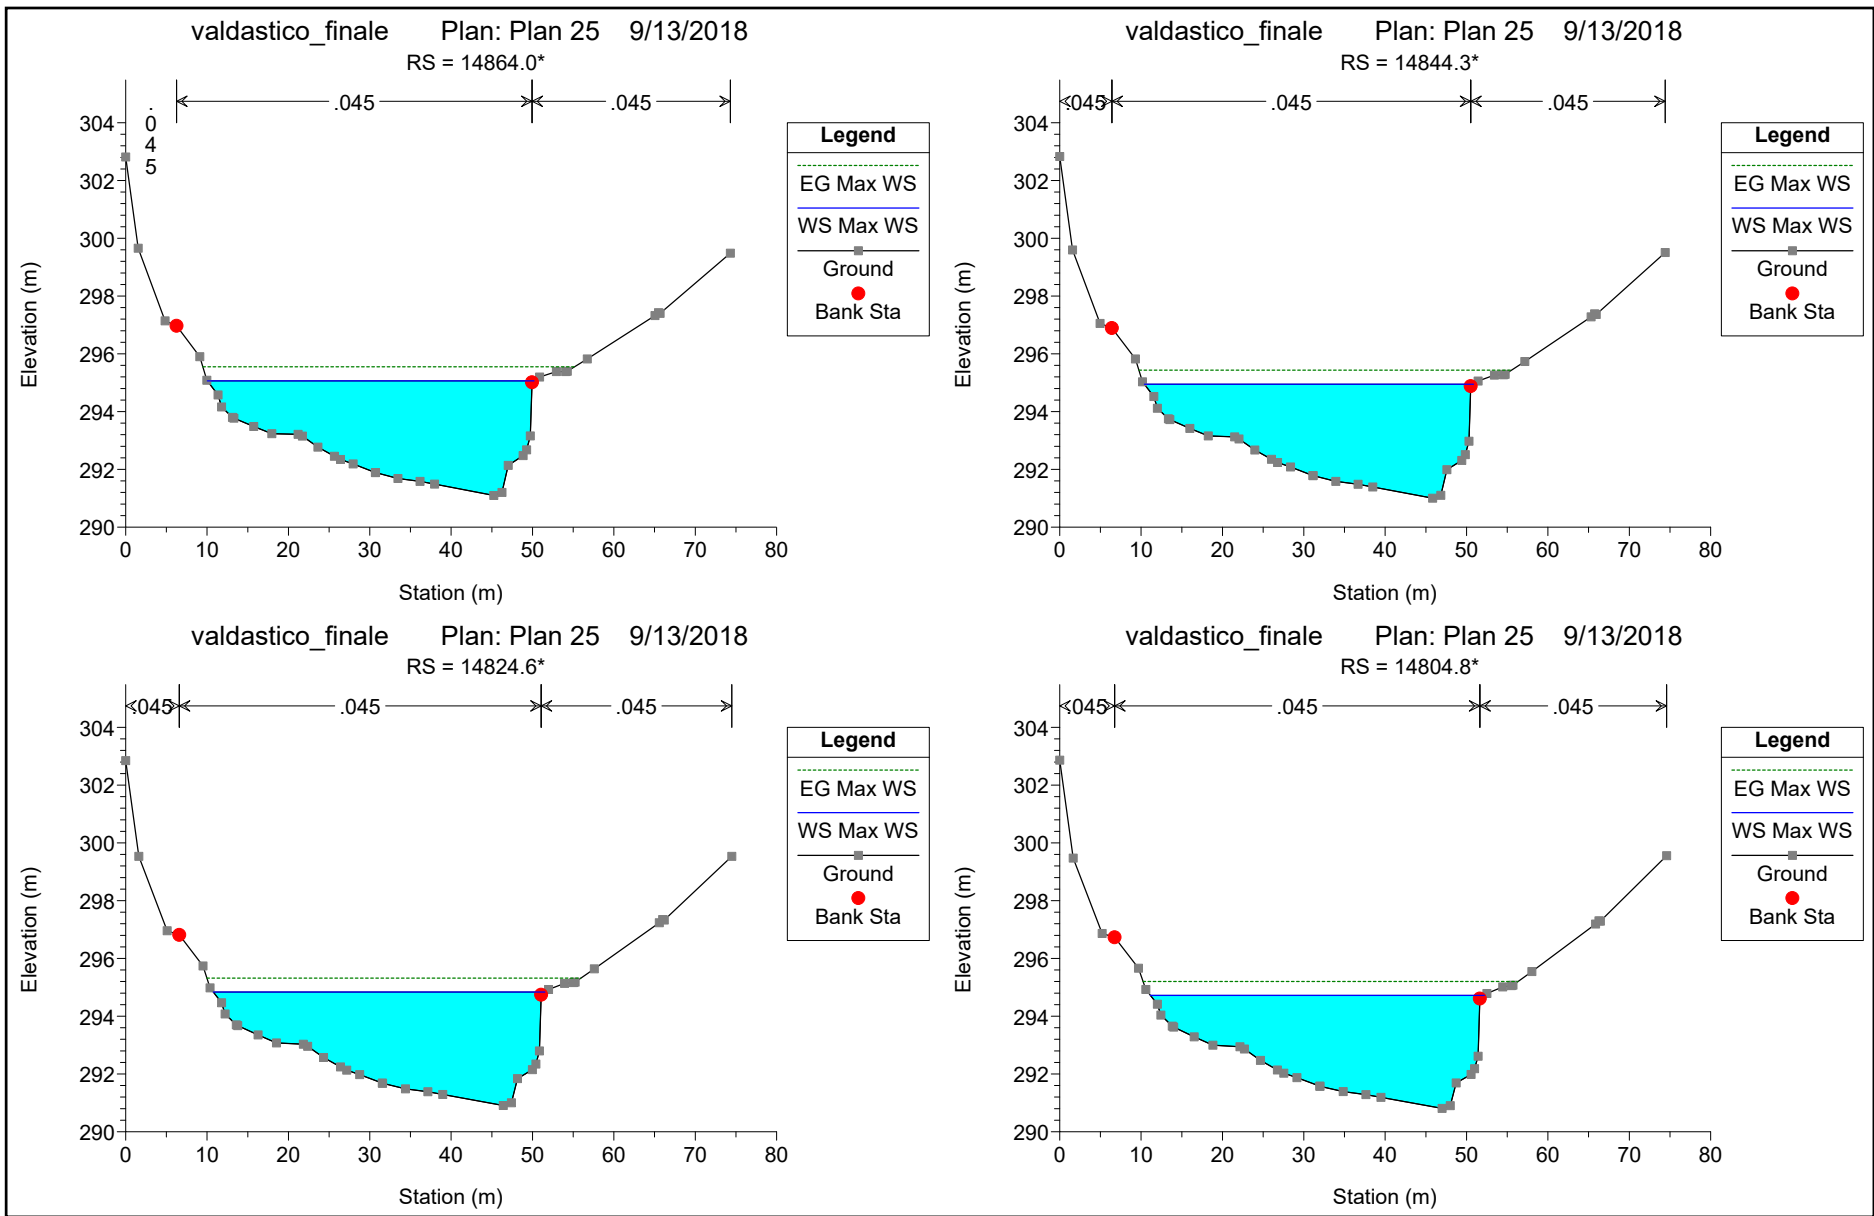 valdastico_finale Plan: Plan 25 9/13/2018
RS = 14864.0*
.045 .045 .045
304
302
300
298
296
294
292
290
Elevation (m)
0 10 20 30 40 50 60 70 80
Station (m)
Legend
EG Max WS
WS Max WS
Ground
Bank Sta
valdastico_finale Plan: Plan 25 9/13/2018
RS = 14844.3*
.045 .045 .045
304
302
300
298
296
294
292
290
Elevation (m)
0 10 20 30 40 50 60 70 80
Station (m)
Legend
EG Max WS
WS Max WS
Ground
Bank Sta
valdastico_finale Plan: Plan 25 9/13/2018
RS = 14824.6*
.045 .045 .045
304
302
300
298
296
294
292
290
Elevation (m)
0 10 20 30 40 50 60 70 80
Station (m)
Legend
EG Max WS
WS Max WS
Ground
Bank Sta
valdastico_finale Plan: Plan 25 9/13/2018
RS = 14804.8*
.045 .045 .045
304
302
300
298
296
294
292
290
Elevation (m)
0 10 20 30 40 50 60 70 80
Station (m)
Legend
EG Max WS
WS Max WS
Ground
Bank Sta